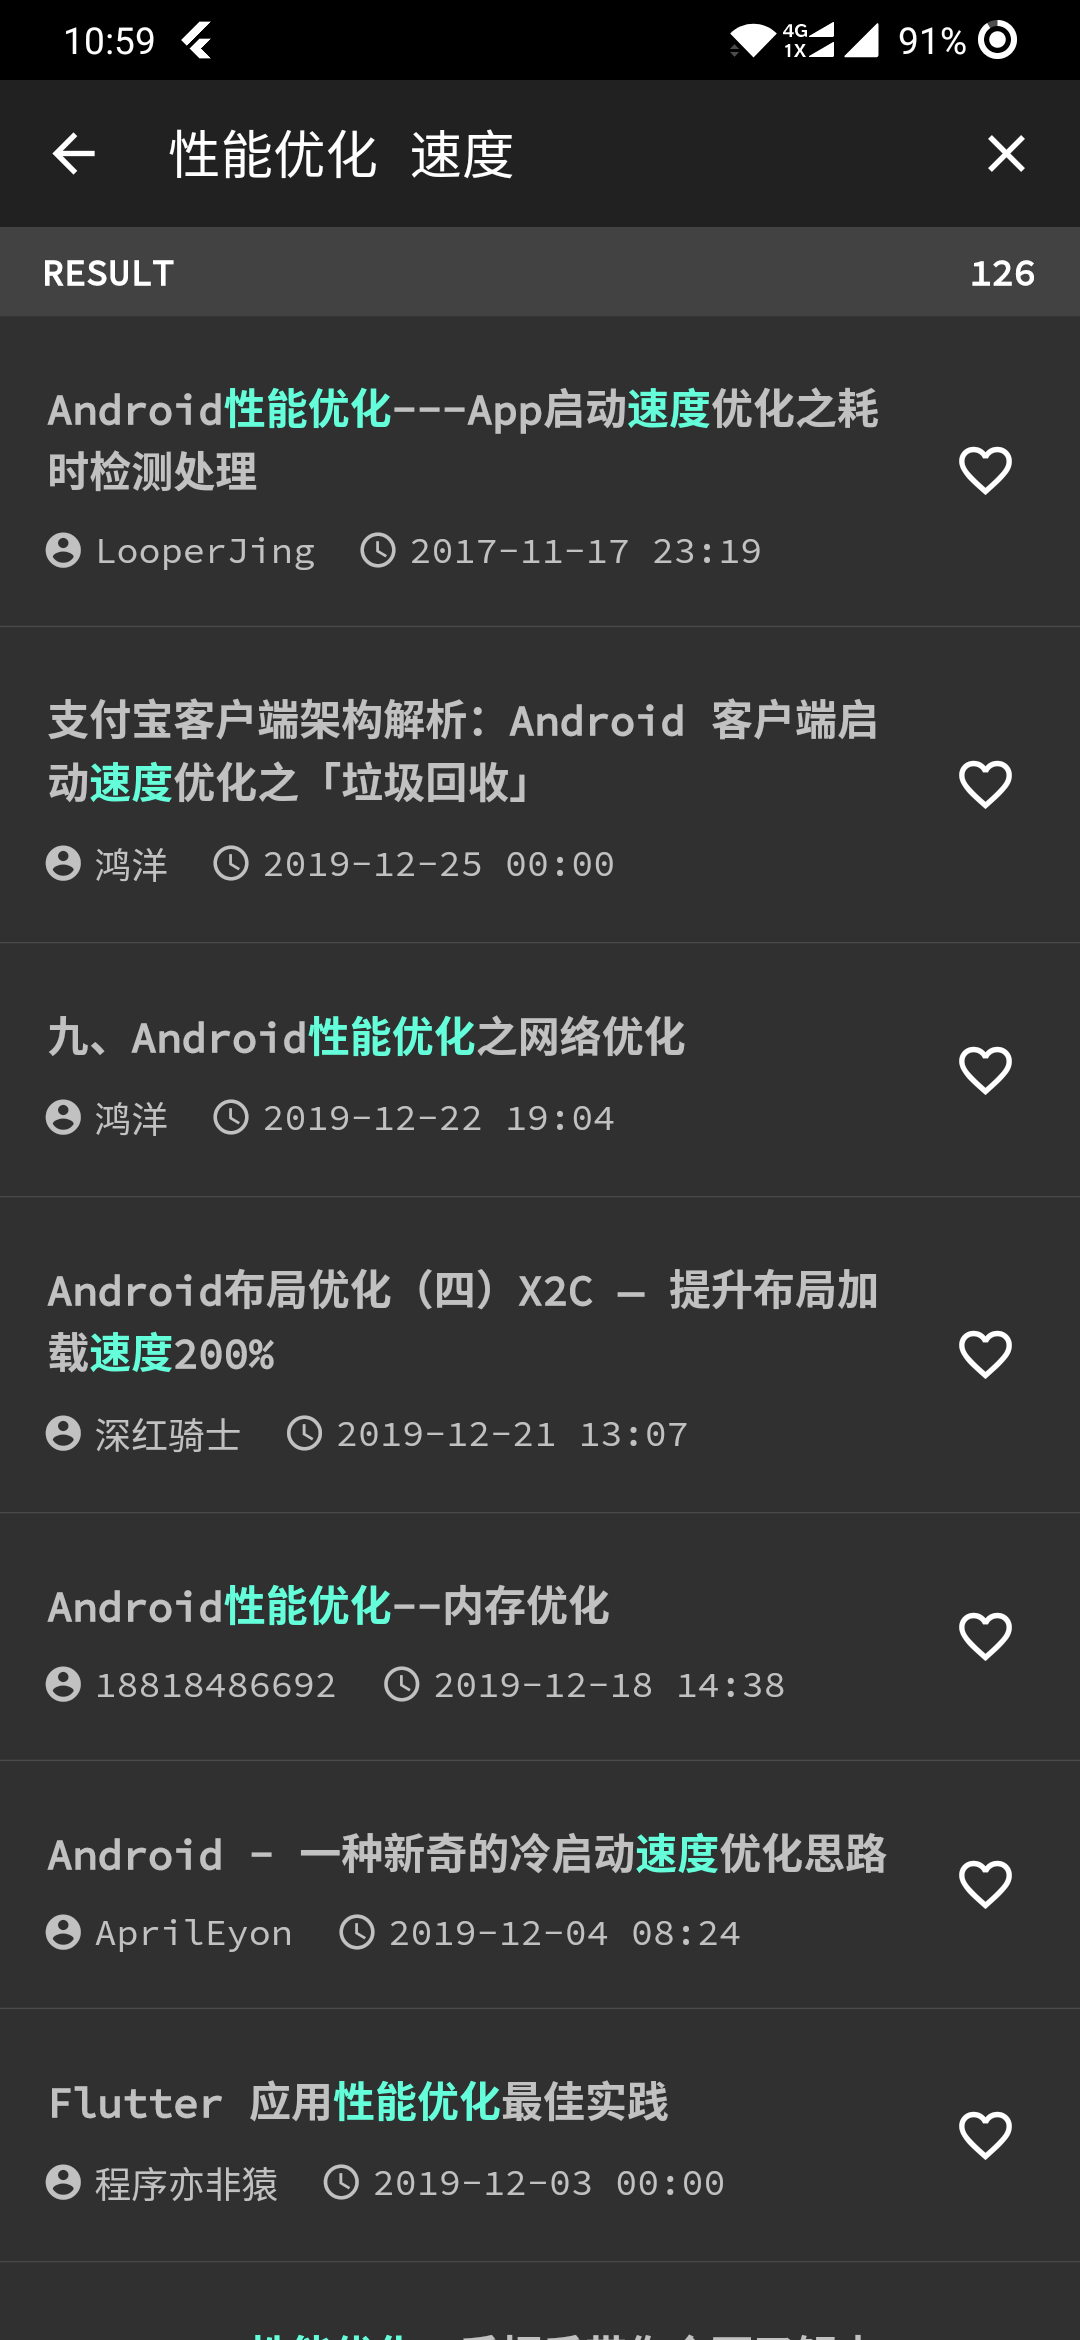 10:59
4G
1X
91%
性能优化 速度
RESULT
126
Android性能优化---App启动速度优化之耗
时检测处理
LooperJing 2017-11-17 23:19
支付宝客户端架构解析：Android 客户端启
动速度优化之「垃圾回收」
鸿洋 2019-12-25 00:00
九、Android性能优化之网络优化
鸿洋 2019-12-22 19:04
Android布局优化（四）X2C — 提升布局加
载速度200%
深红骑士 2019-12-21 13:07
Android性能优化--内存优化
18818486692 2019-12-18 14:38
Android - 一种新奇的冷启动速度优化思路
AprilEyon 2019-12-04 08:24
Flutter 应用性能优化最佳实践
程序亦非猿 2019-12-03 00:00